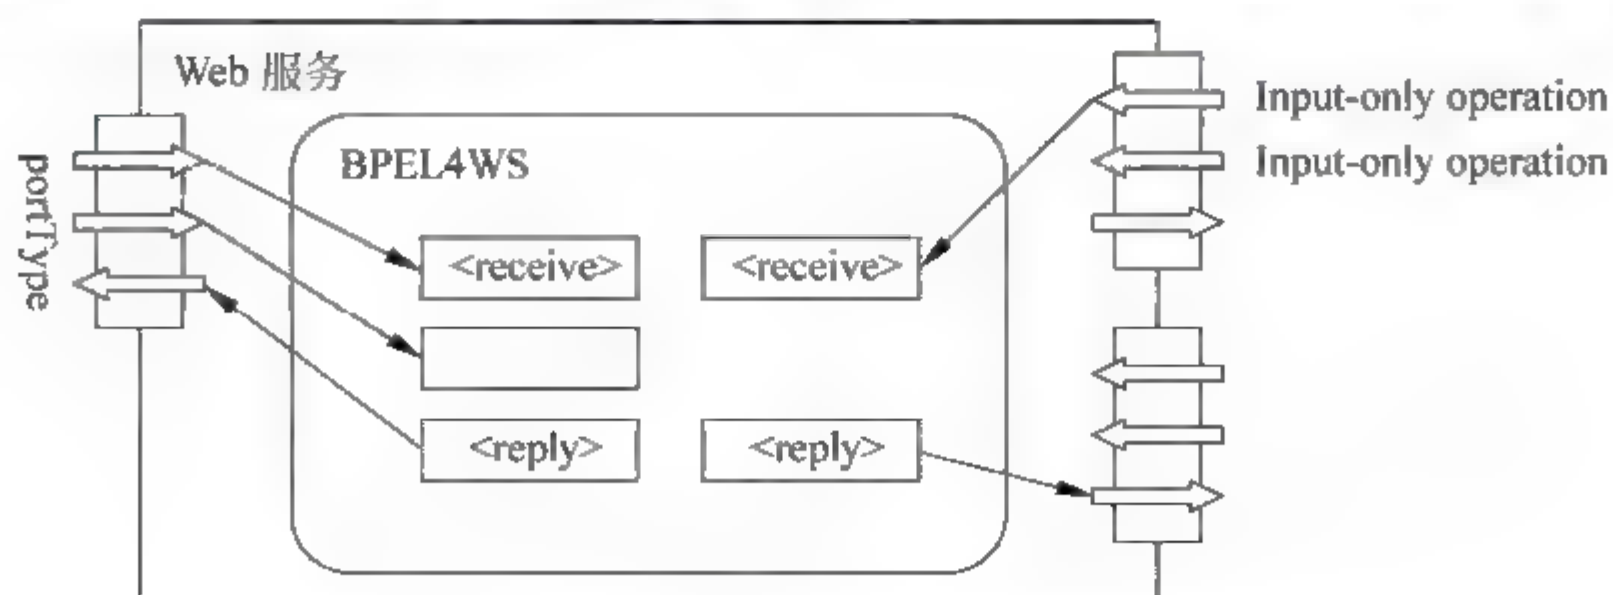 Web 服务
Input-only operation
Input-only operation
portType
BPEL4WS
<receive>
<receive>
<reply>
<reply>